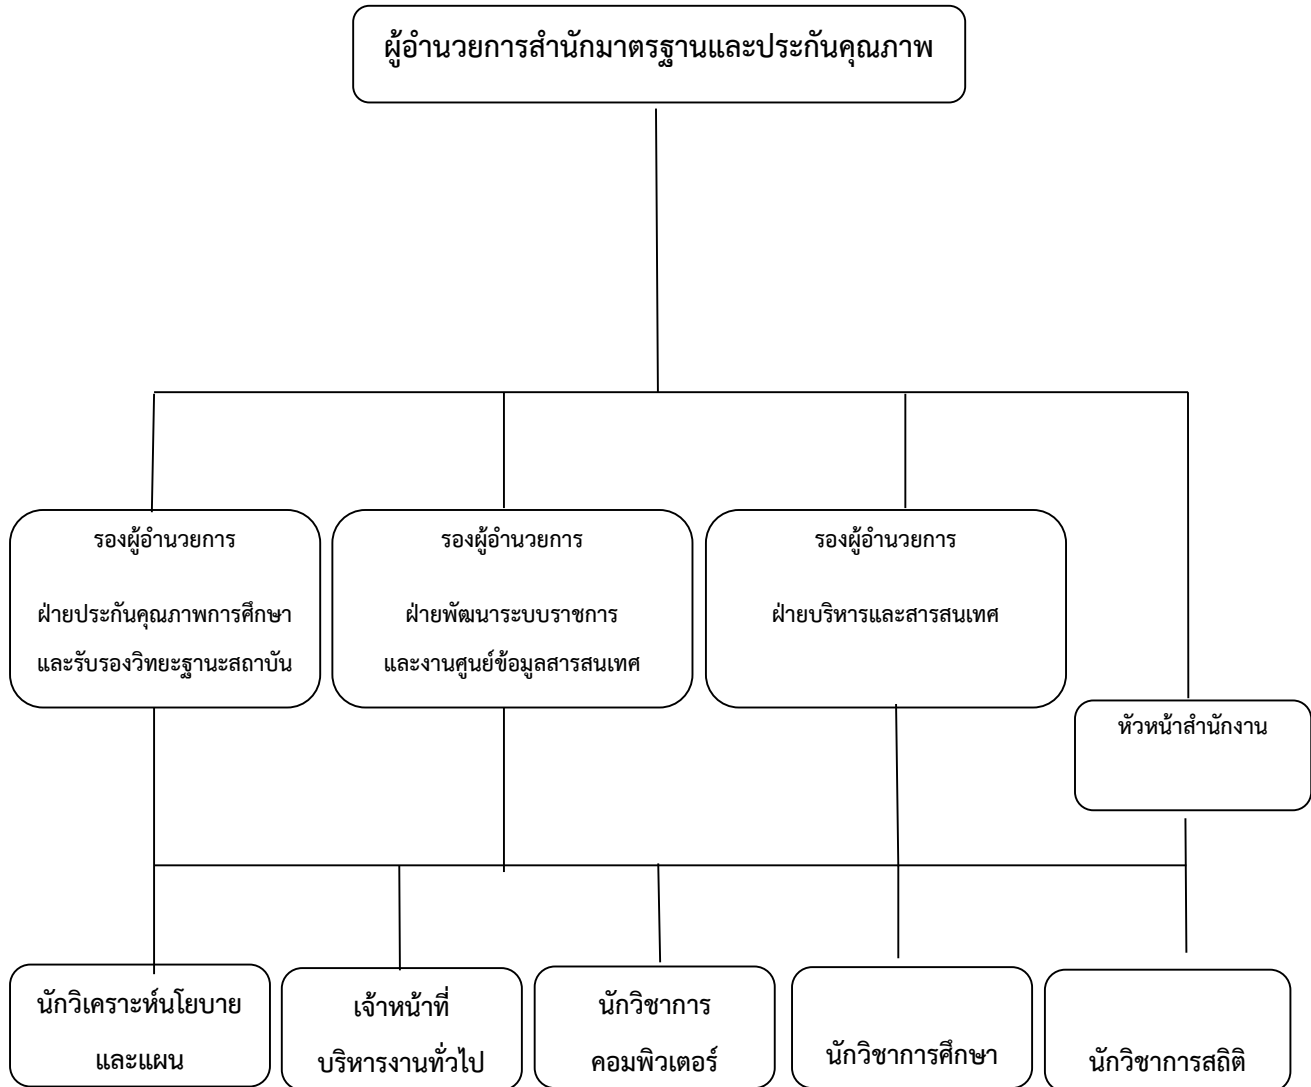 ผู้อำนวยการสำนักมาตรฐานและประกันคุณภาพ
รองผู้อำนวยการ
ฝ่ายประกันคุณภาพการศึกษา
และรับรองวิทยะฐานะสถาบัน
รองผู้อำนวยการ
ฝ่ายพัฒนาระบบราชการ
และงานศูนย์ข้อมูลสารสนเทศ
รองผู้อำนวยการ
ฝ่ายบริหารและสารสนเทศ
หัวหน้าสำนักงาน
นักวิเคราะห์นโยบาย
และแผน
เจ้าหน้าที่
บริหารงานทั่วไป
นักวิชาการ
คอมพิวเตอร์
นักวิชาการศึกษา
นักวิชาการสถิติ